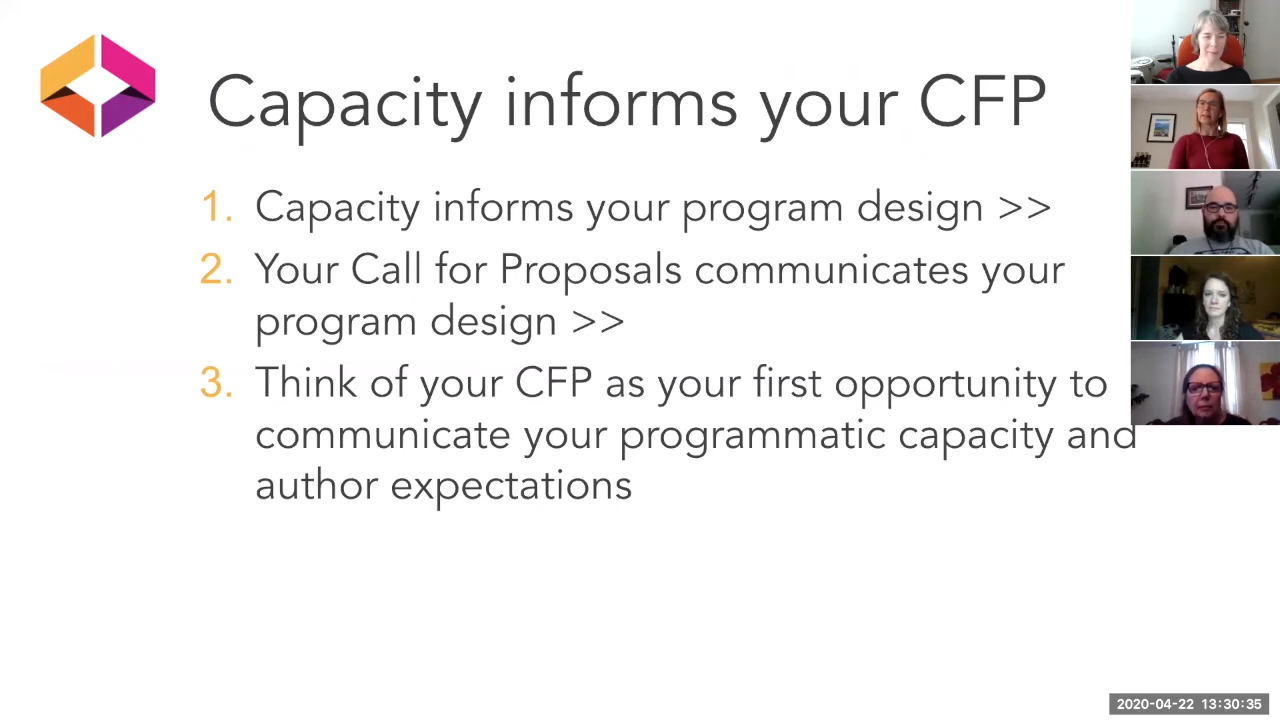 Capacity informs your CFP
1. Capacity informs your program design >>
2. Your Call for Proposals communicates your
program design >>
3. Think of your CFP as your first opportunity to
communicate your programmatic capacity and
author expectations
2020-04-22 13:30:35